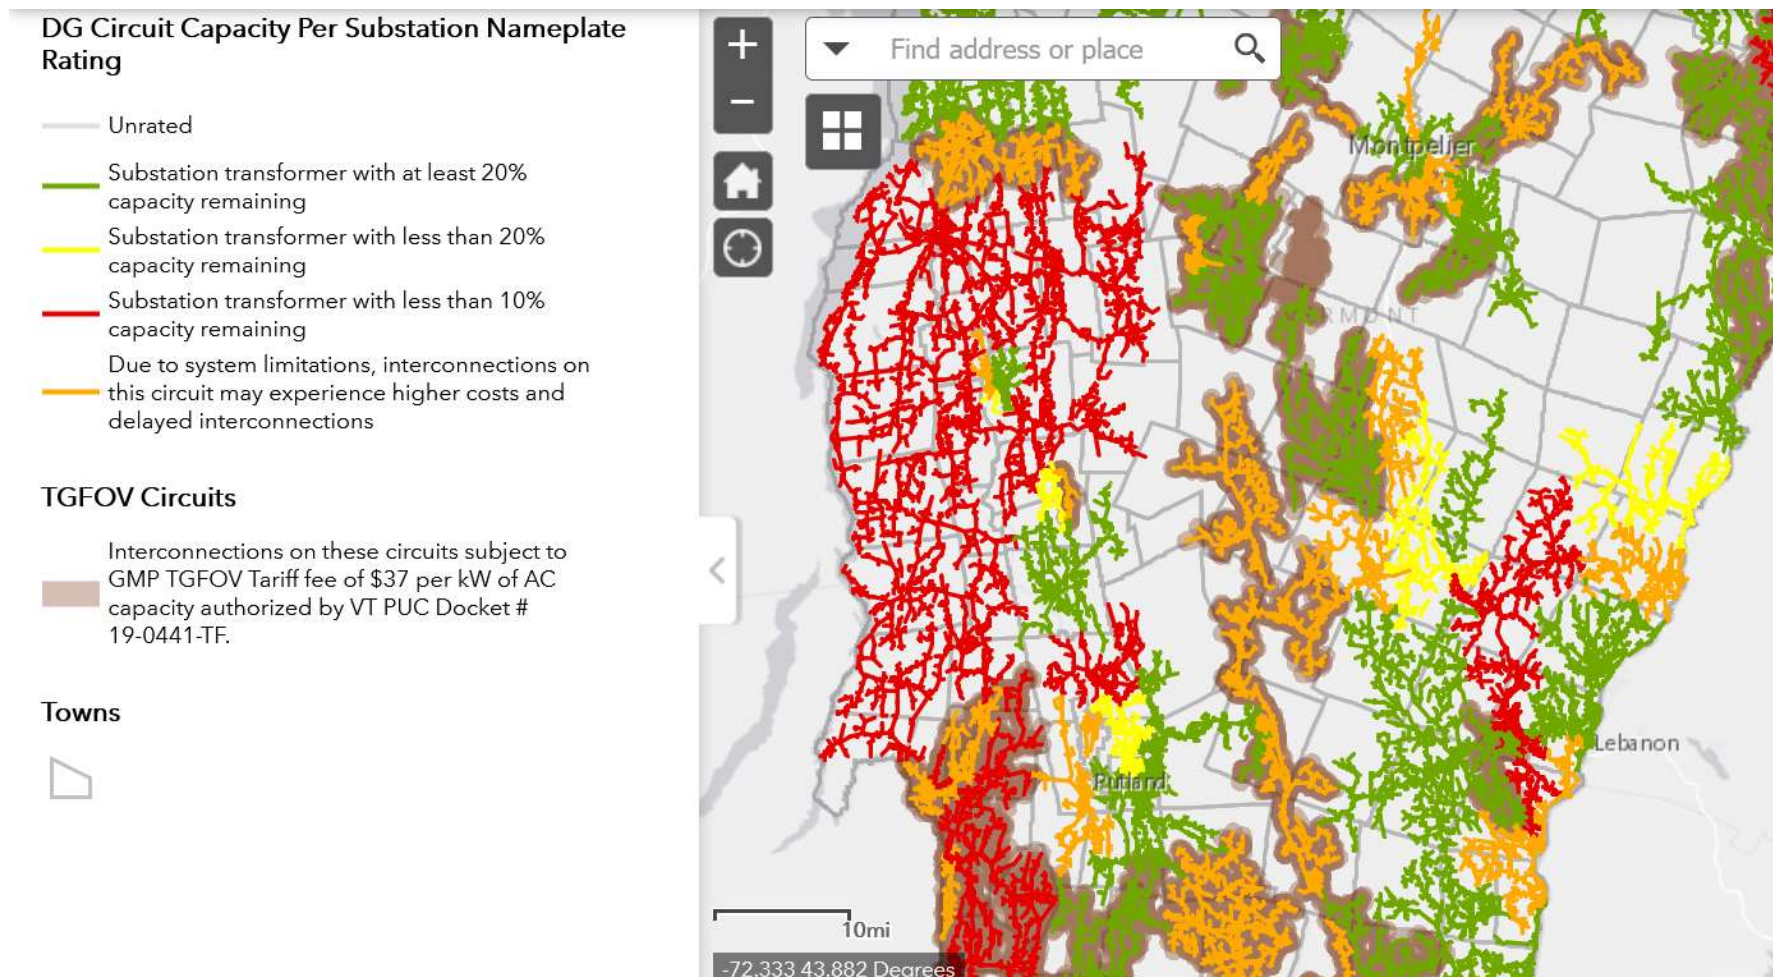 DG Circuit Capacity Per Substation Nameplate
Rating
Unrated
Substation transformer with at least 20%
capacity remaining
Substation transformer with less than 20%
capacity remaining
Substation transformer with less than 10%
capacity remaining
Due to system limitations, interconnections on
this circuit may experience higher costs and
delayed interconnections
TGFOV Circuits
Interconnections on these circuits subject to
GMP TGFOV Tariff fee of $37 per kW of AC
capacity authorized by VT PUC Docket #
19-0441-TF.
Towns
+
Find address or place
−
Montpelier
VERMONT
Lebanon
Rutland
10mi
-72.333 43.882 Degrees